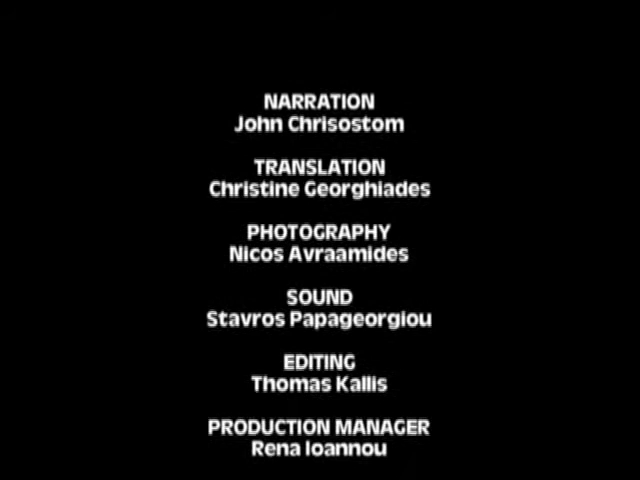 NARRATION
John Chrisostom
TRANSLATION
Christine Georghiades
PHOTOGRAPHY
Nicos Avraamides
SOUND
Stavros Papageorgiou
EDITING
Thomas Kallis
PRODUCTION MANAGER
Rena Ioannou